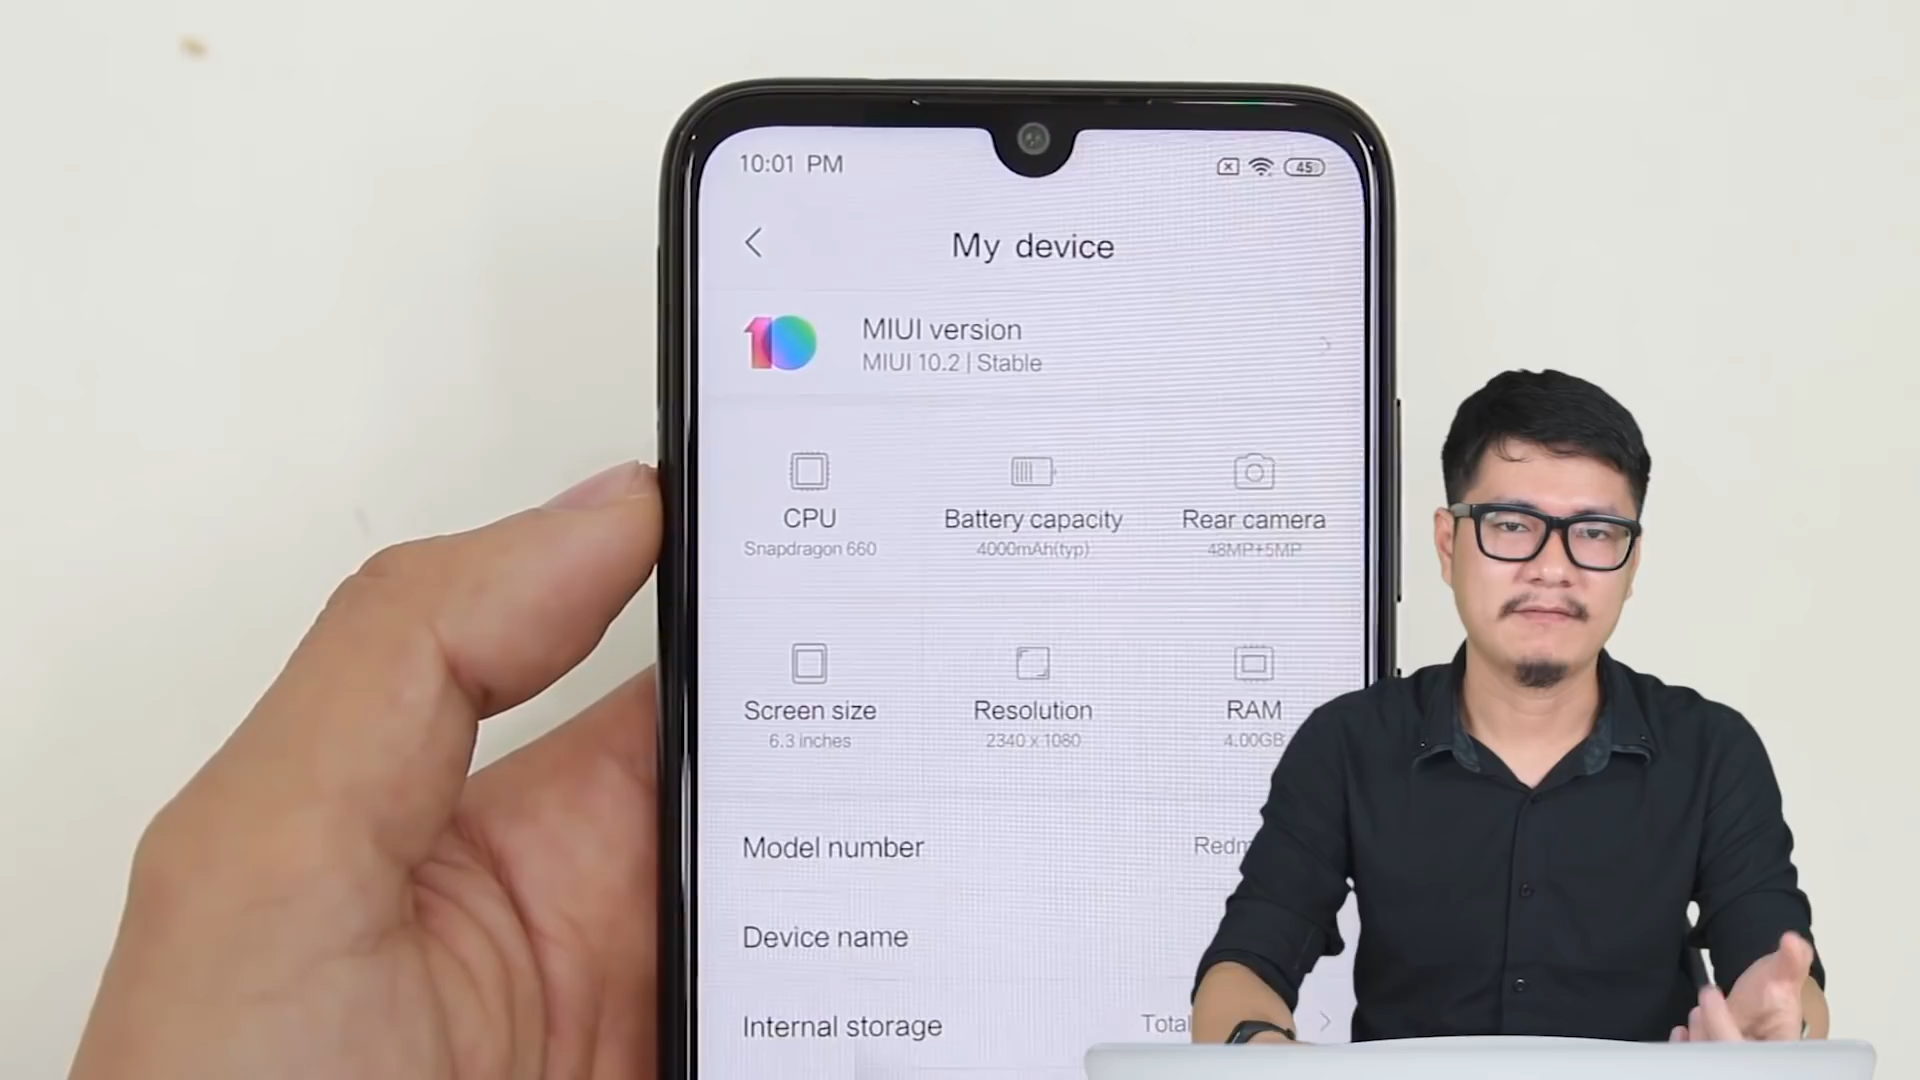 10:01 PM
45
My device
10
MIUI version
MIUI 10.2 | Stable
CPU
Snapdragon 660
Battery capacity
4000mAh(typ)
Rear camera
48MP+5MP
Screen size
6.3 inches
Resolution
2340 x 1080
RAM
4.00GB
Model number
Redm
Device name
Internal storage
Total